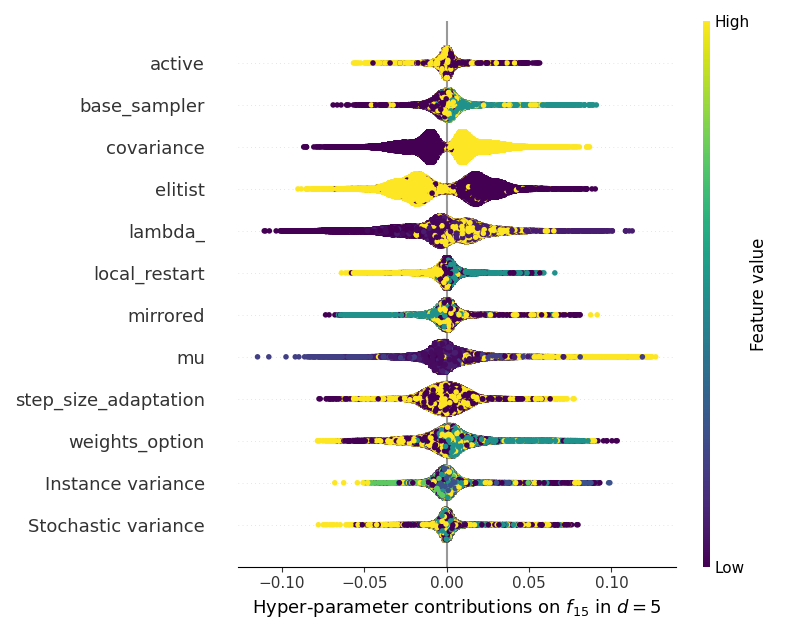 High
active
base_sampler
covariance
elitist
lambda_
local_restart
mirrored
mu
step_size_adaptation
weights_option
Instance variance
Stochastic variance
Feature value
Low
−0.10 −0.05 0.00 0.05 0.10
Hyper-parameter contributions on f₁₅ in d = 5